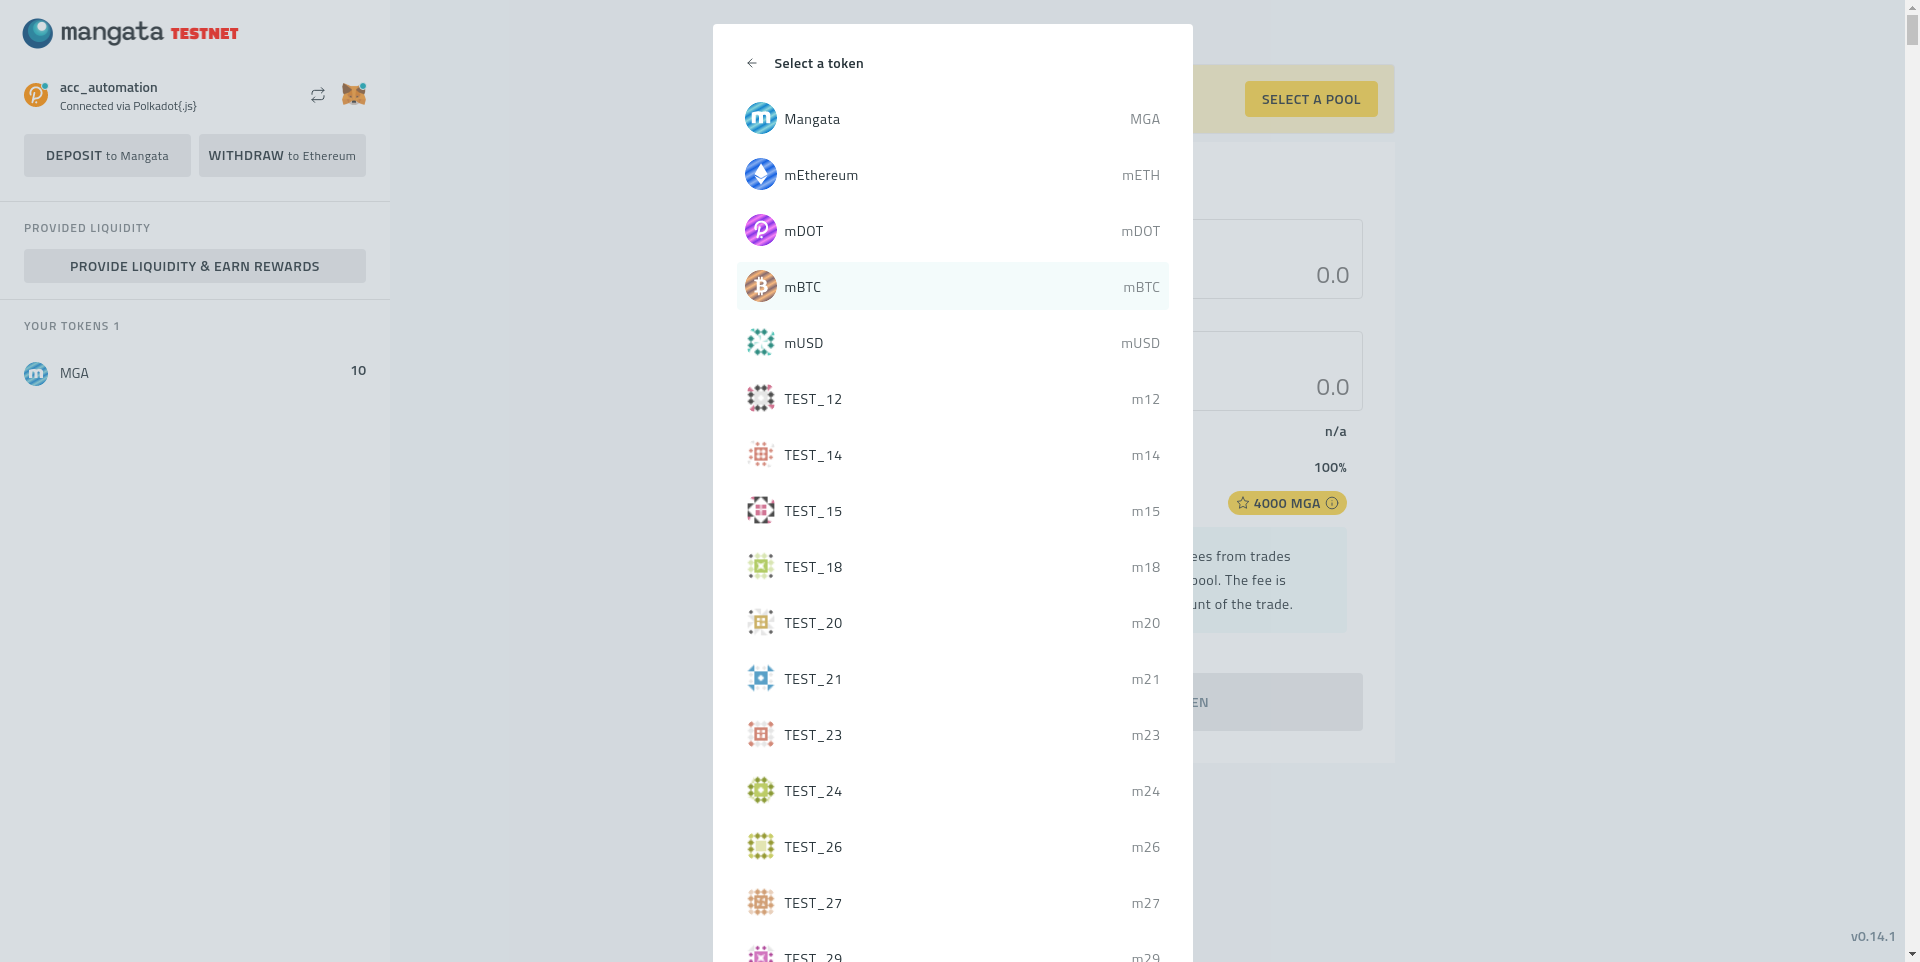 mangata TESTNET
acc_automation
Connected via Polkadot{.js}
DEPOSIT to Mangata
WITHDRAW to Ethereum
PROVIDED LIQUIDITY
PROVIDE LIQUIDITY & EARN REWARDS
YOUR TOKENS 1
MGA 10
Select a token
Mangata MGA
mEthereum mETH
mDOT mDOT
mBTC mBTC
mUSD mUSD
TEST_12 m12
TEST_14 m14
TEST_15 m15
TEST_18 m18
TEST_20 m20
TEST_21 m21
TEST_23 m23
TEST_24 m24
TEST_26 m26
TEST_27 m27
TEST_29 m29
SELECT A POOL
0.0
0.0
n/a
100%
4000 MGA
ees from trades
pool. The fee is
unt of the trade.
EN
v0.14.1